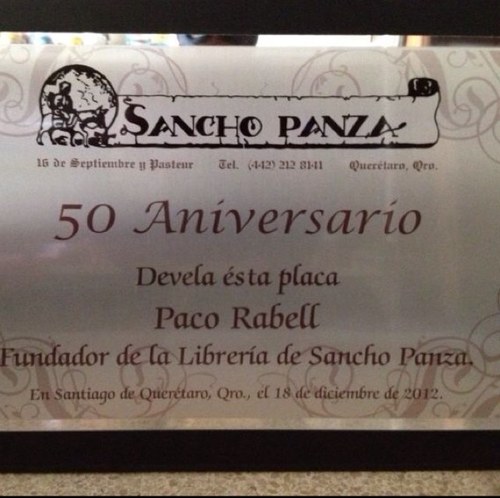 SANCHO PANZA
16 de Septiembre y Pasteur Tel. (442) 212 8141 Querétaro, Qro.
50 Aniversario
Devela ésta placa
Paco Rabell
Fundador de la Librería de Sancho Panza.
En Santiago de Querétaro, Qro., el 18 de diciembre de 2012.